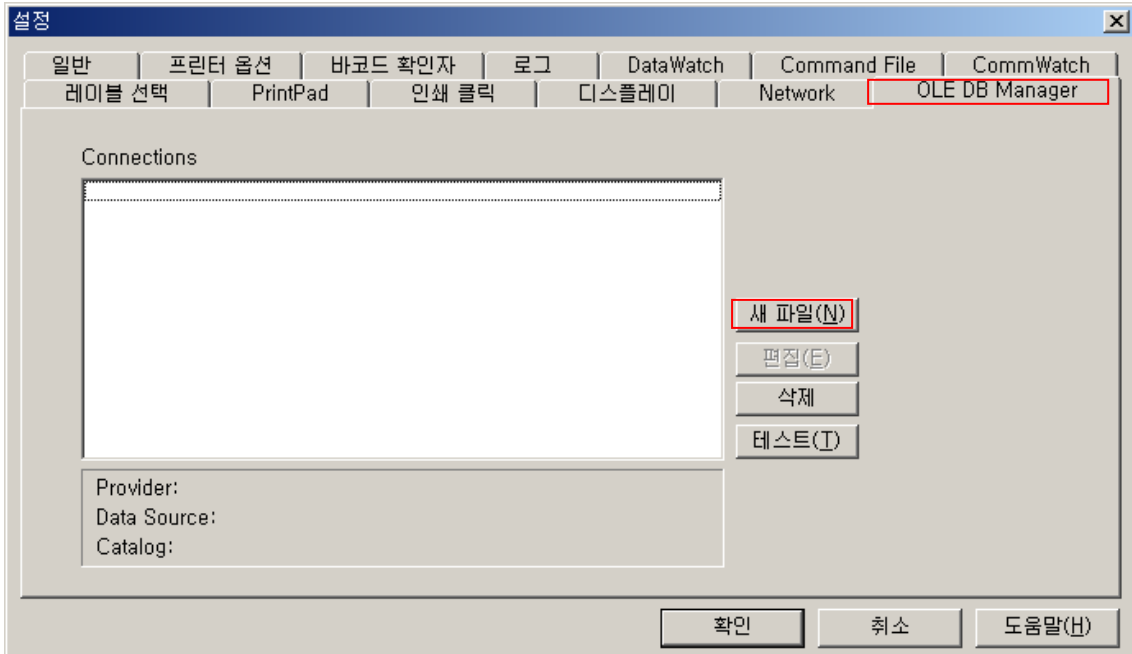 설정
일반 프린터 옵션 바코드 확인자 로그 DataWatch Command File CommWatch
레이블 선택 PrintPad 인쇄 클릭 디스플레이 Network OLE DB Manager
Connections
새 파일(N)
편집(E)
삭제
테스트(T)
Provider:
Data Source:
Catalog:
확인 취소 도움말(H)